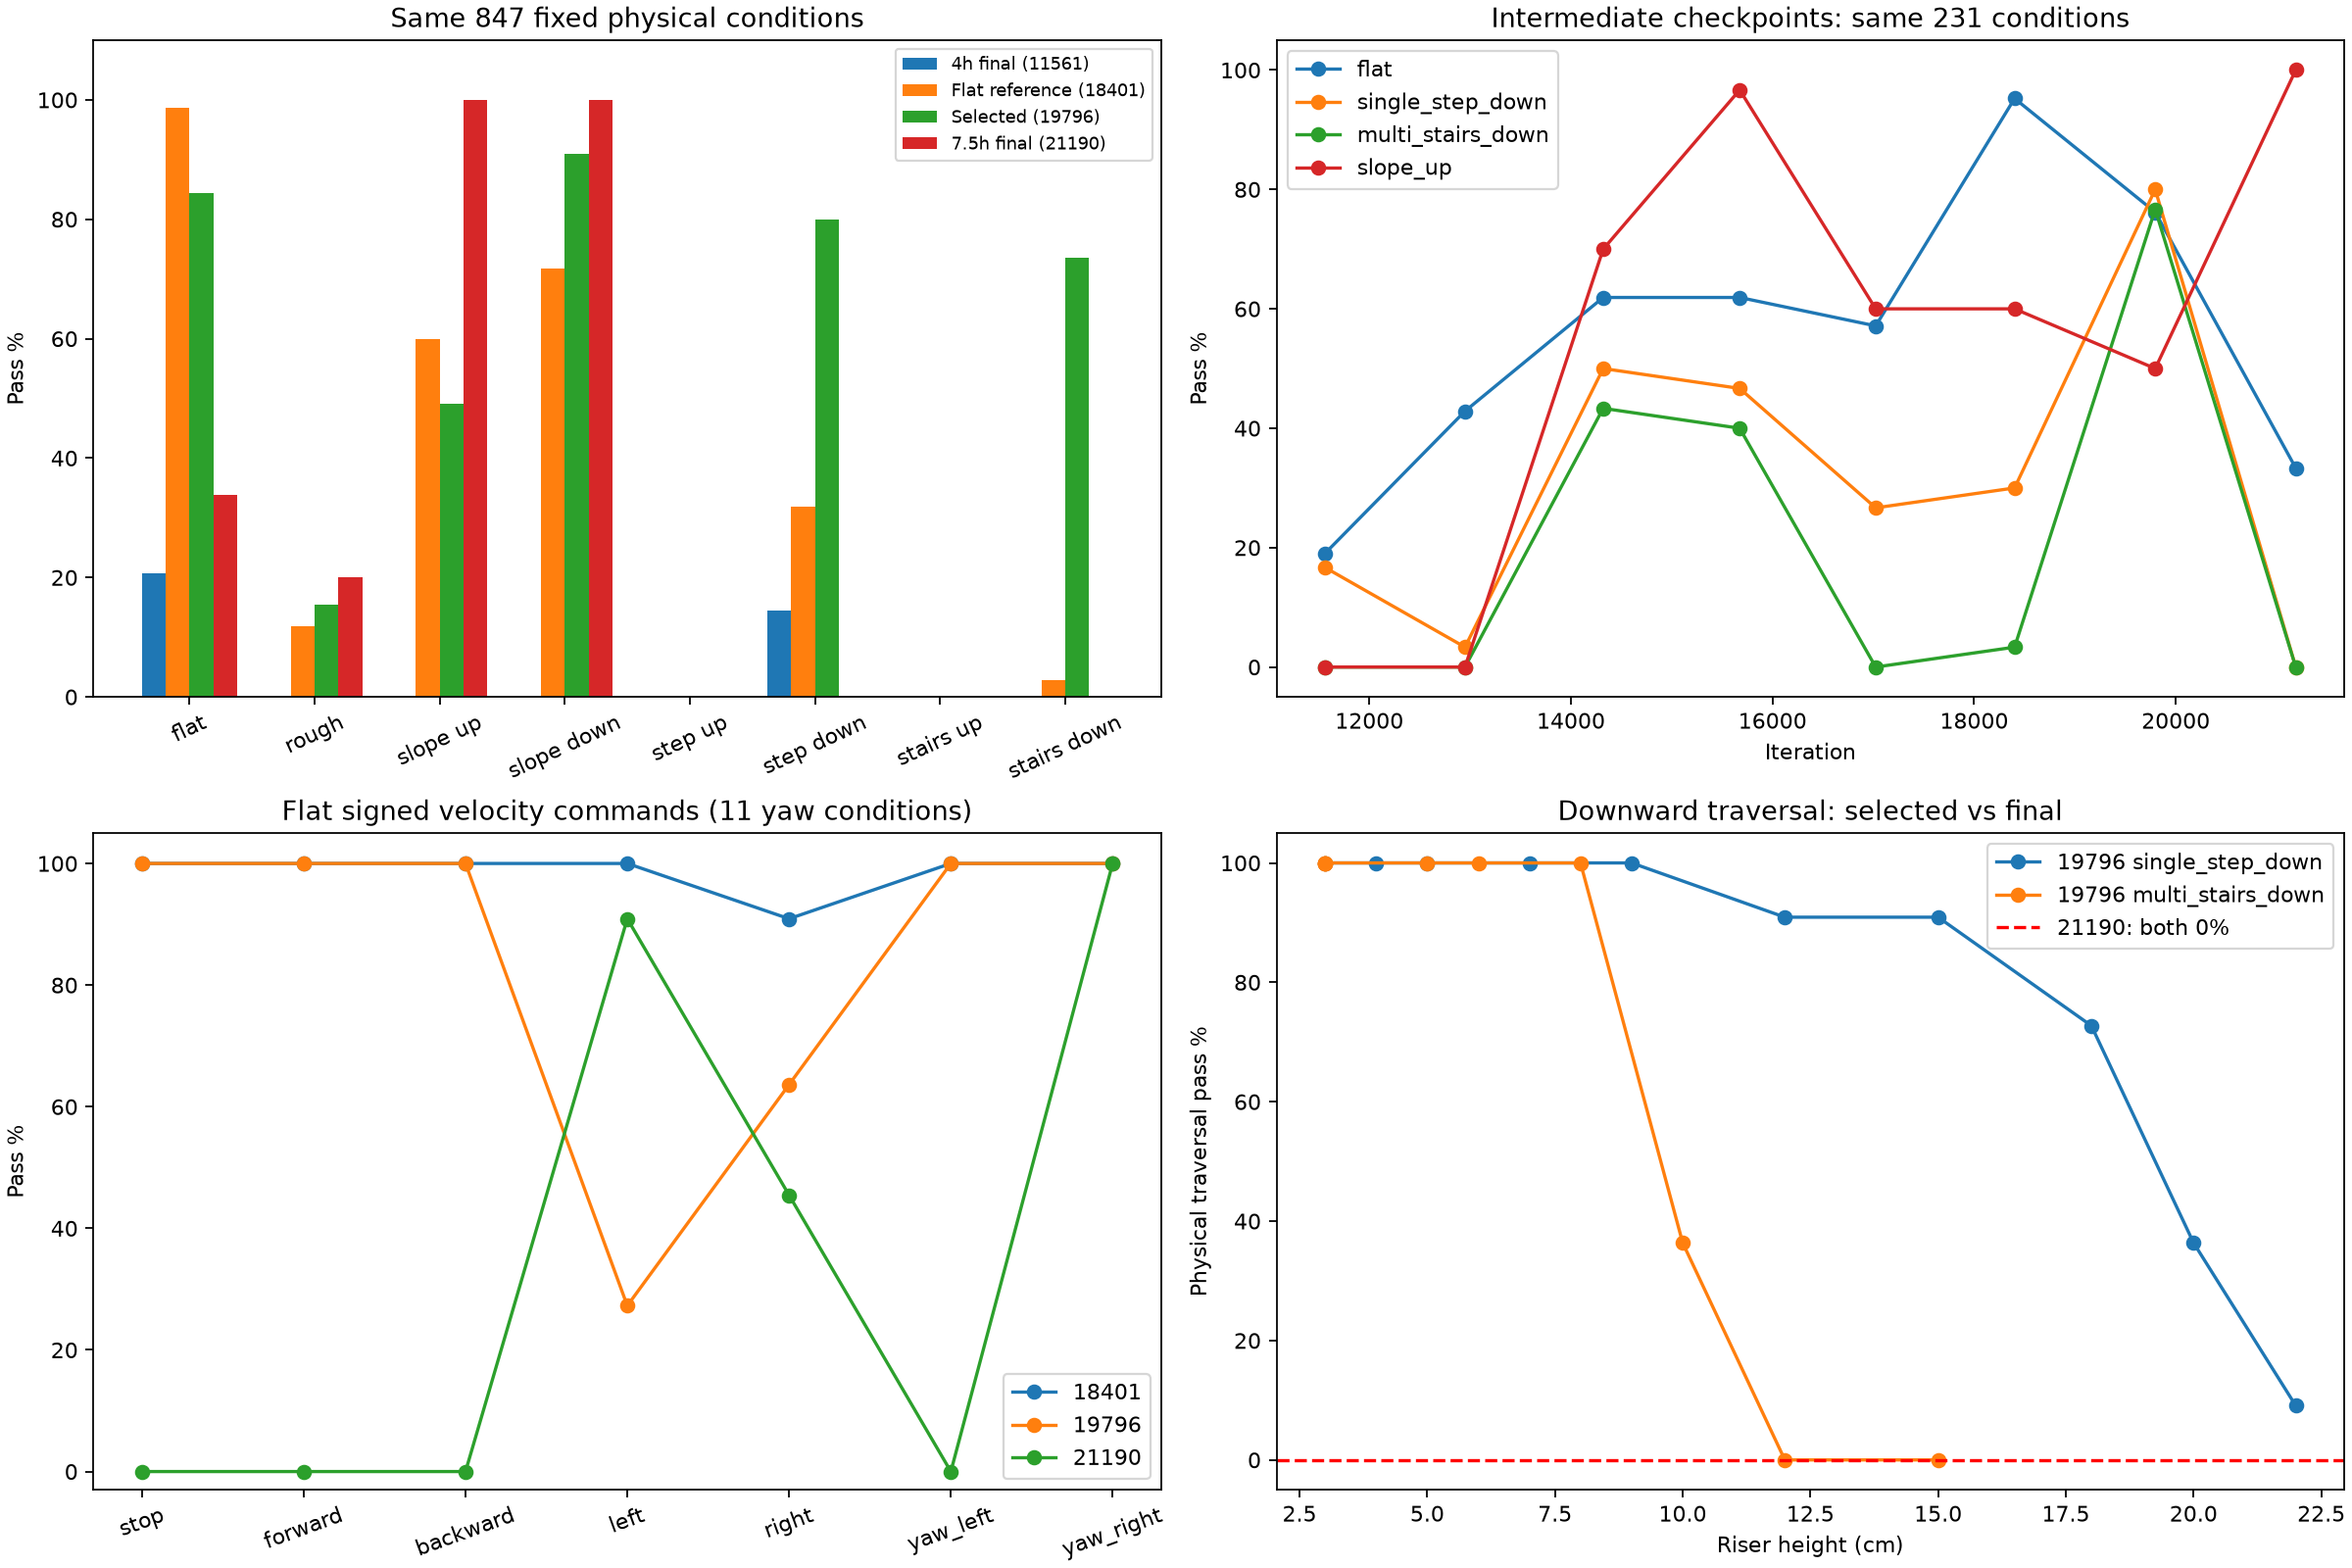 Same 847 fixed physical conditions
Pass %
100
80
60
40
20
0
4h final (11561)
Flat reference (18401)
Selected (19796)
7.5h final (21190)
flat
rough
slope up
slope down
step up
step down
stairs up
stairs down
Intermediate checkpoints: same 231 conditions
Pass %
100
80
60
40
20
0
flat
single_step_down
multi_stairs_down
slope_up
12000
14000
16000
18000
20000
Iteration
Flat signed velocity commands (11 yaw conditions)
Pass %
100
80
60
40
20
0
18401
19796
21190
stop
forward
backward
left
right
yaw_left
yaw_right
Downward traversal: selected vs final
Physical traversal pass %
100
80
60
40
20
0
19796 single_step_down
19796 multi_stairs_down
21190: both 0%
2.5
5.0
7.5
10.0
12.5
15.0
17.5
20.0
22.5
Riser height (cm)